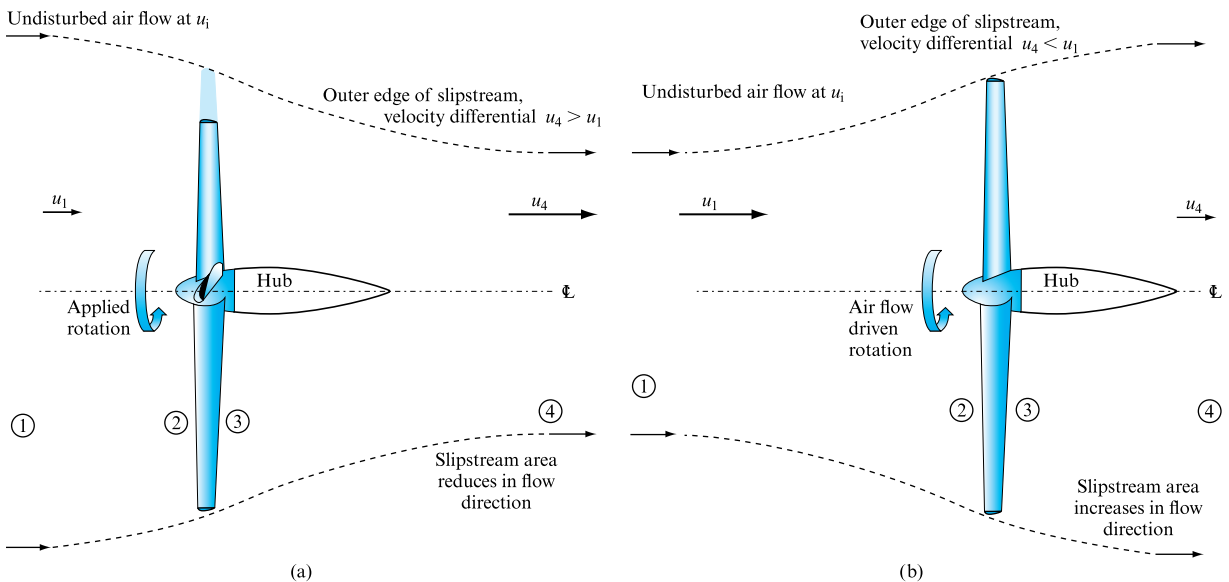 Undisturbed air flow at uᵢ
Outer edge of slipstream,
velocity differential u₄ > u₁
u₁
u₄
Hub
℄
Applied
rotation
①
②
③
④
Slipstream area
reduces in flow
direction
(a)
Outer edge of slipstream,
velocity differential u₄ < u₁
Undisturbed air flow at uᵢ
u₁
u₄
Hub
℄
Air flow
driven
rotation
①
②
③
④
Slipstream area
increases in flow
direction
(b)